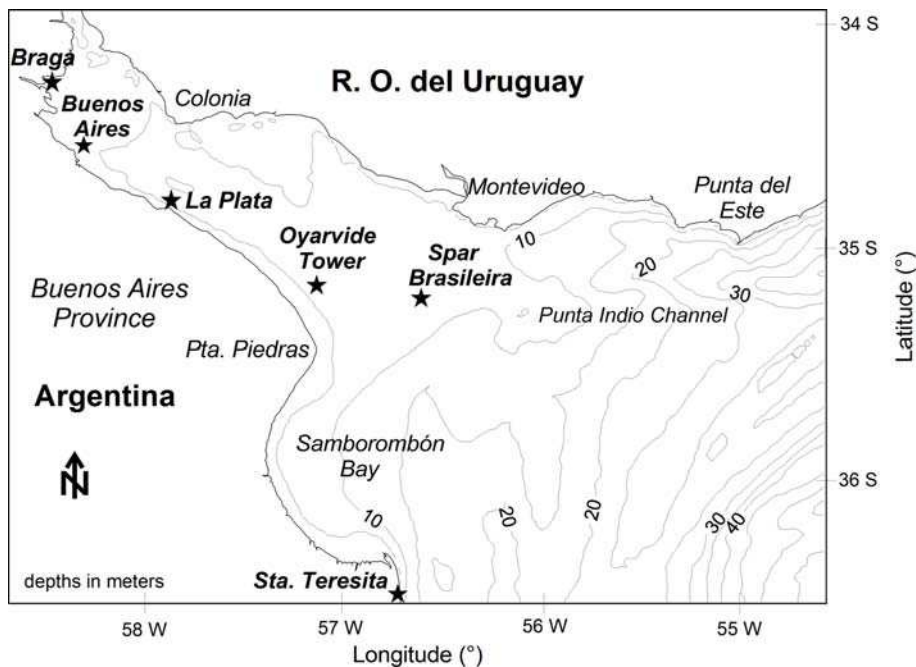 34 S
Braga
R. O. del Uruguay
Buenos
Aires
Colonia
Montevideo
Punta del
Este
La Plata
Oyarvide
Tower
Spar
Brasileira
10
20
30
35 S
Buenos Aires
Province
Punta Indio Channel
Pta. Piedras
Latitude (°)
Argentina
Samborombón
Bay
N
36 S
10
20
20
30
40
depths in meters
Sta. Teresita
58 W
57 W
56 W
55 W
Longitude (°)